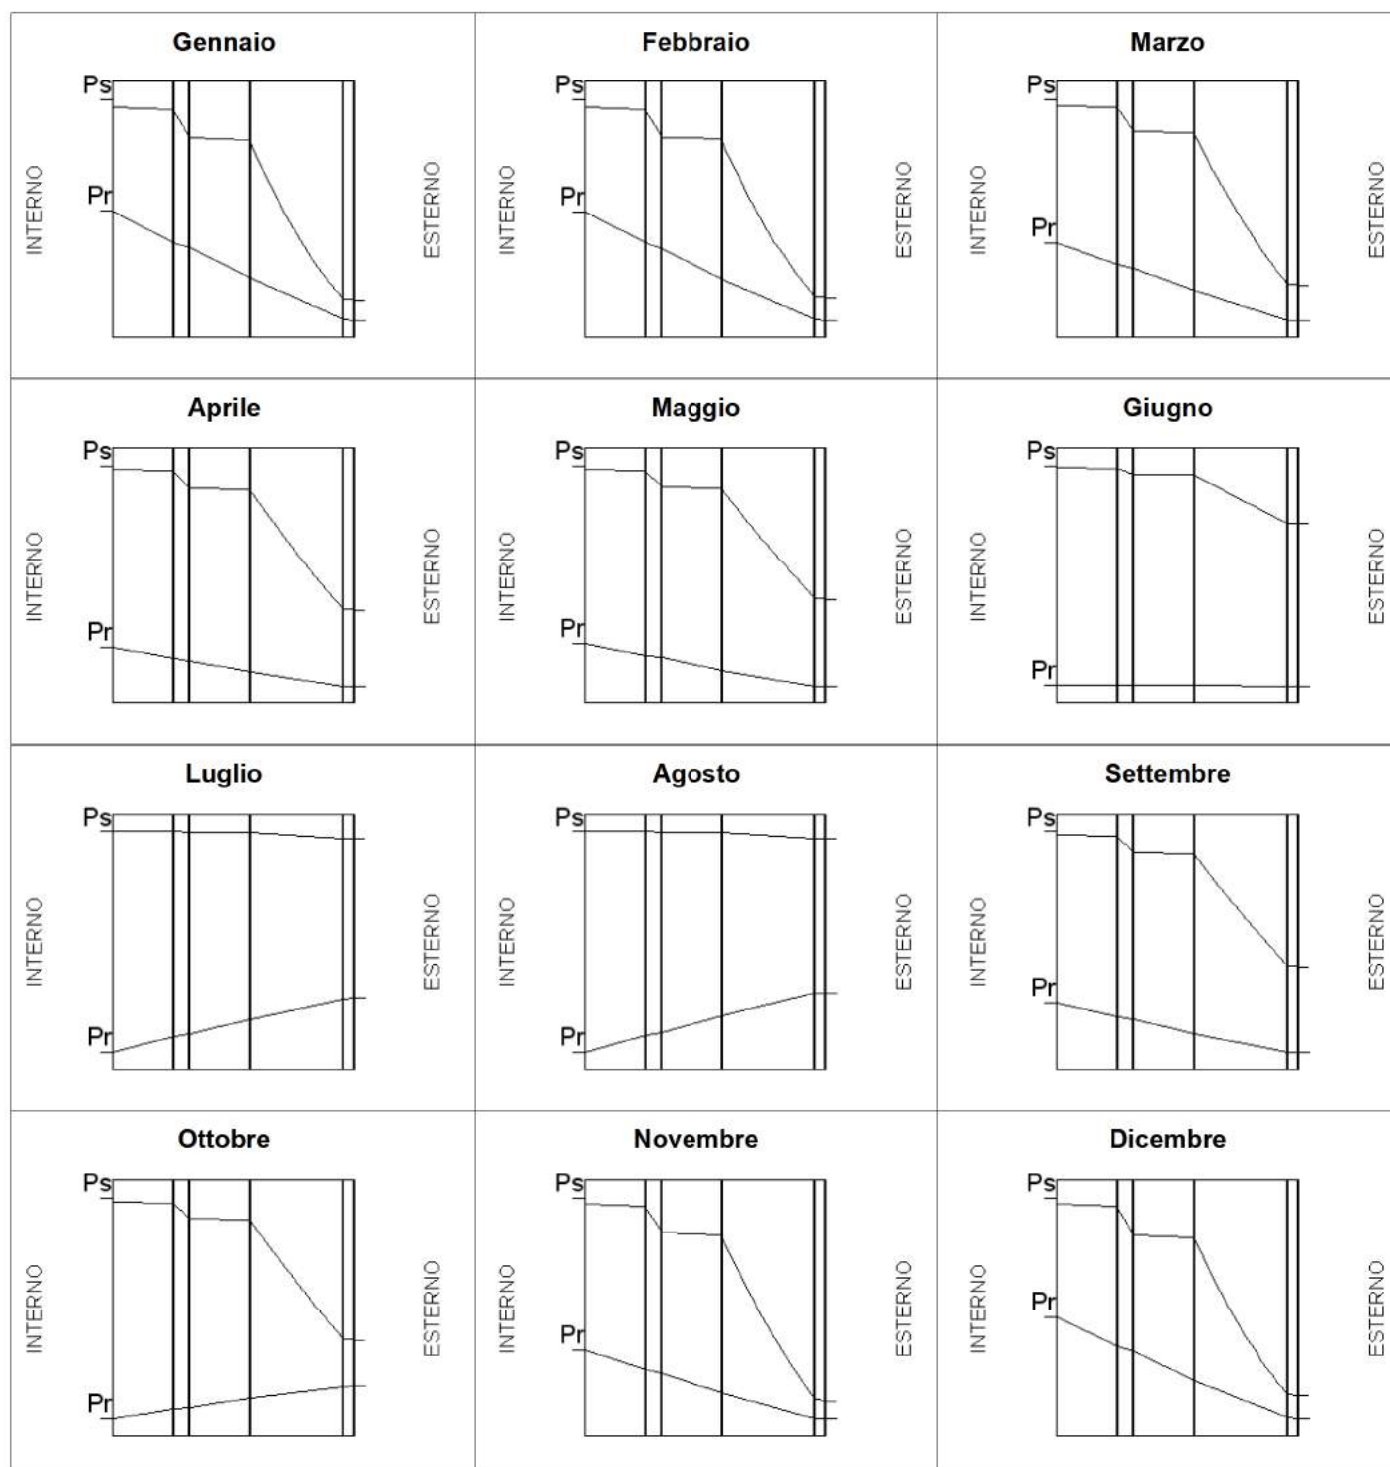 Gennaio
Febbraio
Marzo
Ps
Pr
INTERNO
ESTERNO
Ps
Pr
INTERNO
ESTERNO
Ps
Pr
INTERNO
ESTERNO
Aprile
Maggio
Giugno
Ps
Pr
INTERNO
ESTERNO
Ps
Pr
INTERNO
ESTERNO
Ps
Pr
INTERNO
ESTERNO
Luglio
Agosto
Settembre
Ps
Pr
INTERNO
ESTERNO
Ps
Pr
INTERNO
ESTERNO
Ps
Pr
INTERNO
ESTERNO
Ottobre
Novembre
Dicembre
Ps
Pr
INTERNO
ESTERNO
Ps
Pr
INTERNO
ESTERNO
Ps
Pr
INTERNO
ESTERNO